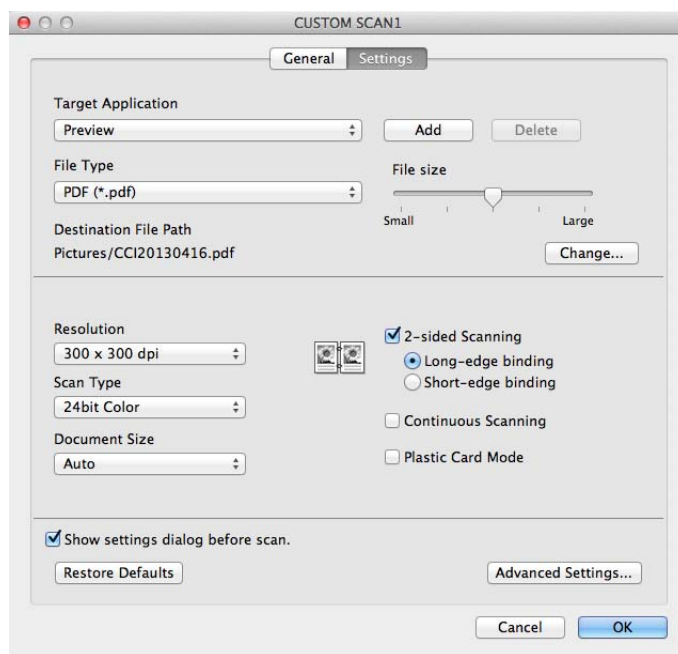 CUSTOM SCAN1
General Settings
Target Application
Preview Add Delete
File Type
PDF (*.pdf)
File size
Small Large
Destination File Path
Pictures/CCI20130416.pdf
Change...
Resolution
300 x 300 dpi
Scan Type
24bit Color
Document Size
Auto
2-sided Scanning
Long-edge binding
Short-edge binding
Continuous Scanning
Plastic Card Mode
Show settings dialog before scan.
Restore Defaults Advanced Settings...
Cancel OK